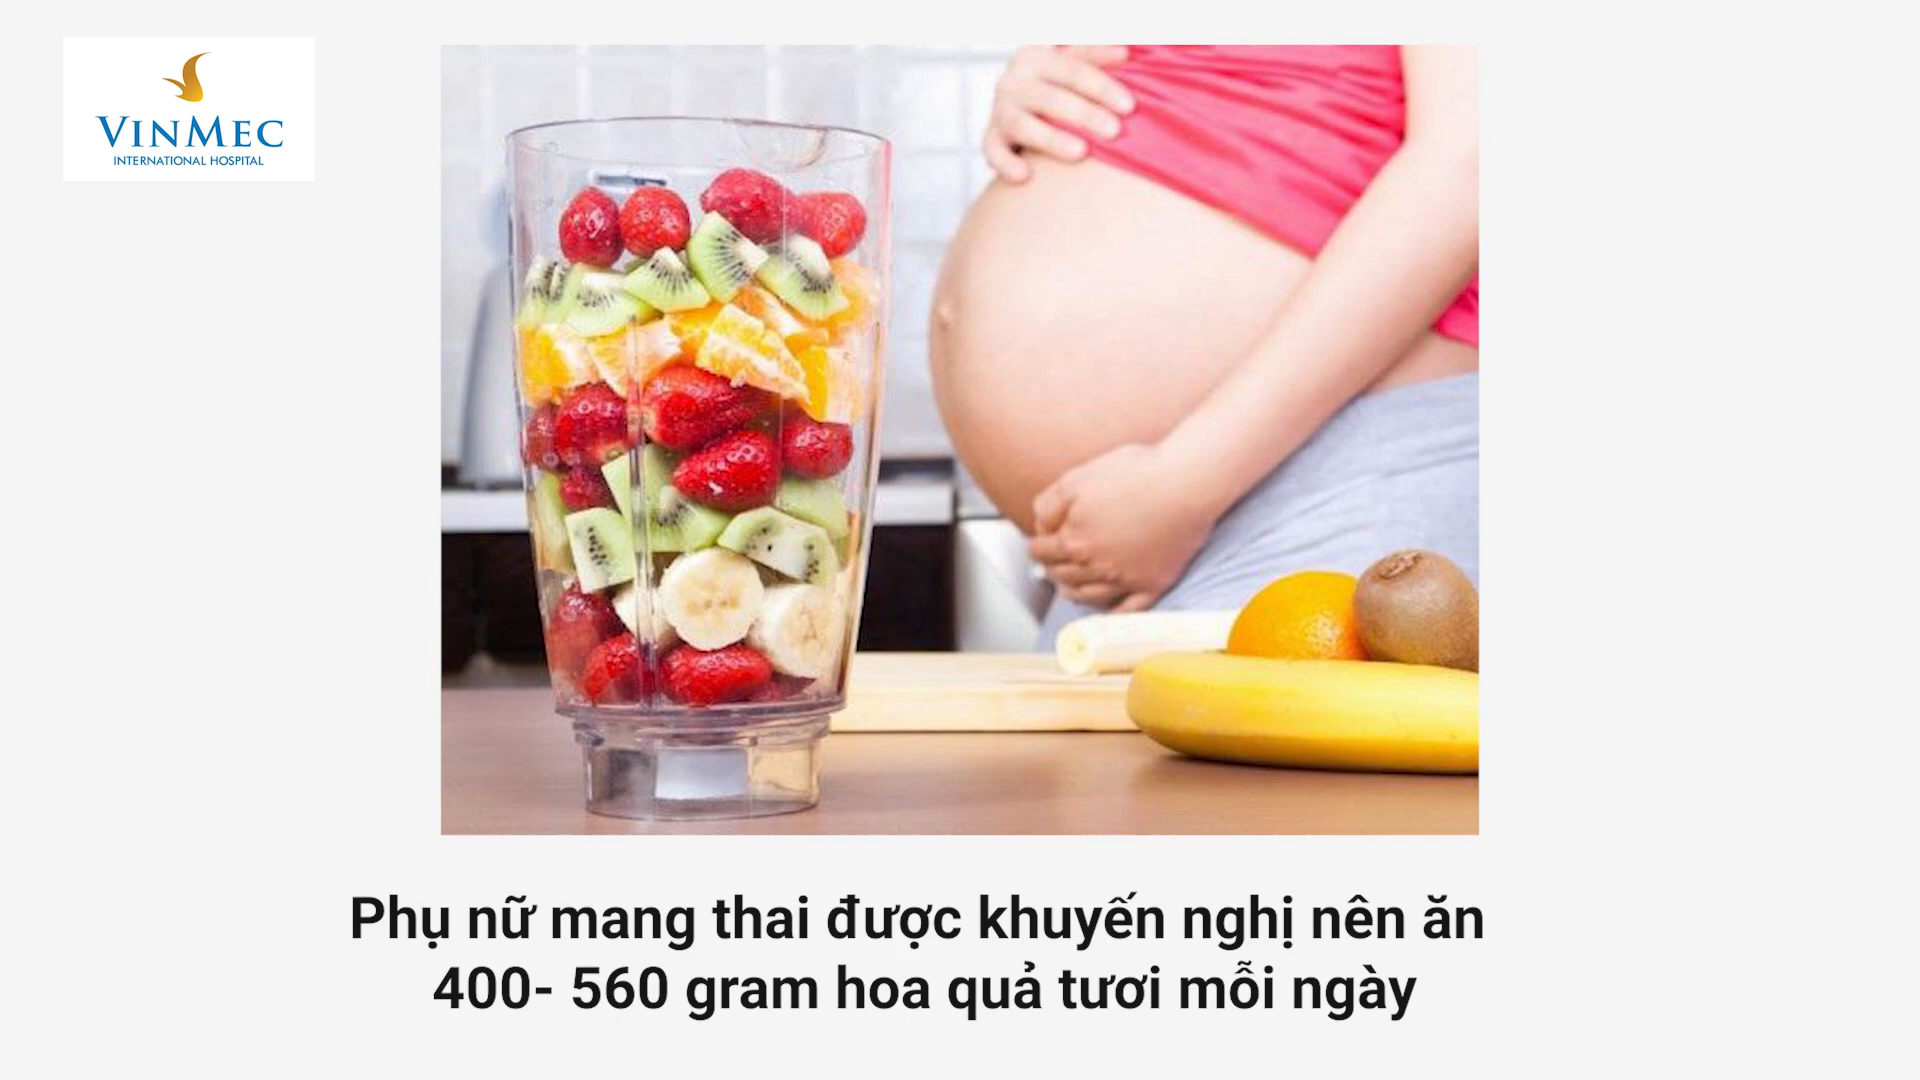 VINMEC
INTERNATIONAL HOSPITAL
Phụ nữ mang thai được khuyến nghị nên ăn
400- 560 gram hoa quả tươi mỗi ngày